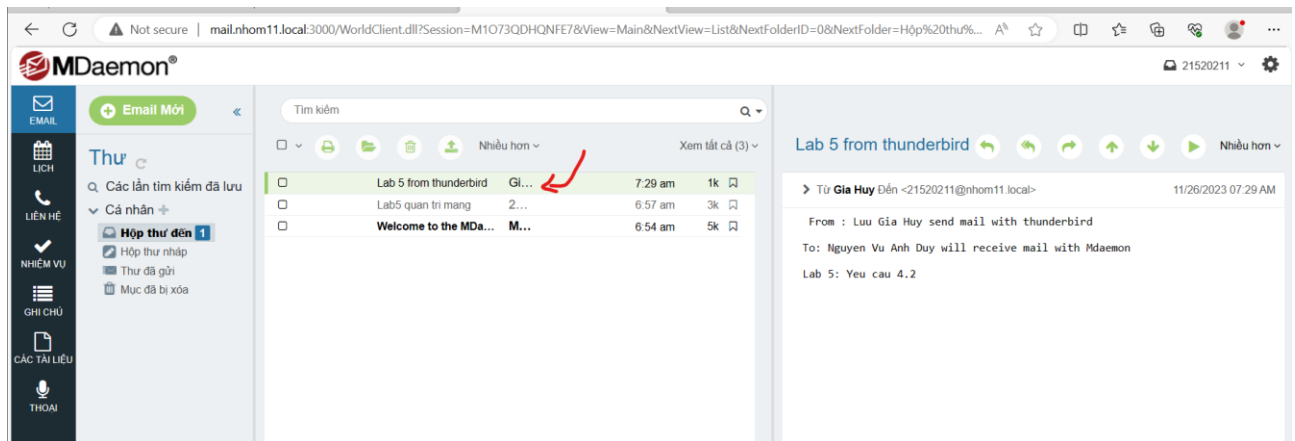 Not secure | mail.nhom11.local:3000/WorldClient.dll?Session=M1O73QDHQNFE7&View=Main&NextView=List&NextFolderID=0&NextFolder=Hộp%20thu%...
MDaemon®
21520211
EMAIL
LỊCH
LIÊN HỆ
NHIỆM VỤ
GHI CHÚ
CÁC TÀI LIỆU
THOẠI
Email Mới
«
Thư
Các lần tìm kiếm đã lưu
Cá nhân
Hộp thư đến 1
Hộp thư nháp
Thư đã gửi
Mục đã bị xóa
Tìm kiếm
Nhiều hơn
Xem tất cả (3)
Lab 5 from thunderbird Gi... 7:29 am 1k
Lab5 quan tri mang 2... 6:57 am 3k
Welcome to the MDa... M... 6:54 am 5k
Lab 5 from thunderbird
Nhiều hơn
Từ Gia Huy Đến <21520211@nhom11.local> 11/26/2023 07:29 AM
From : Luu Gia Huy send mail with thunderbird
To: Nguyen Vu Anh Duy will receive mail with Mdaemon
Lab 5: Yeu cau 4.2